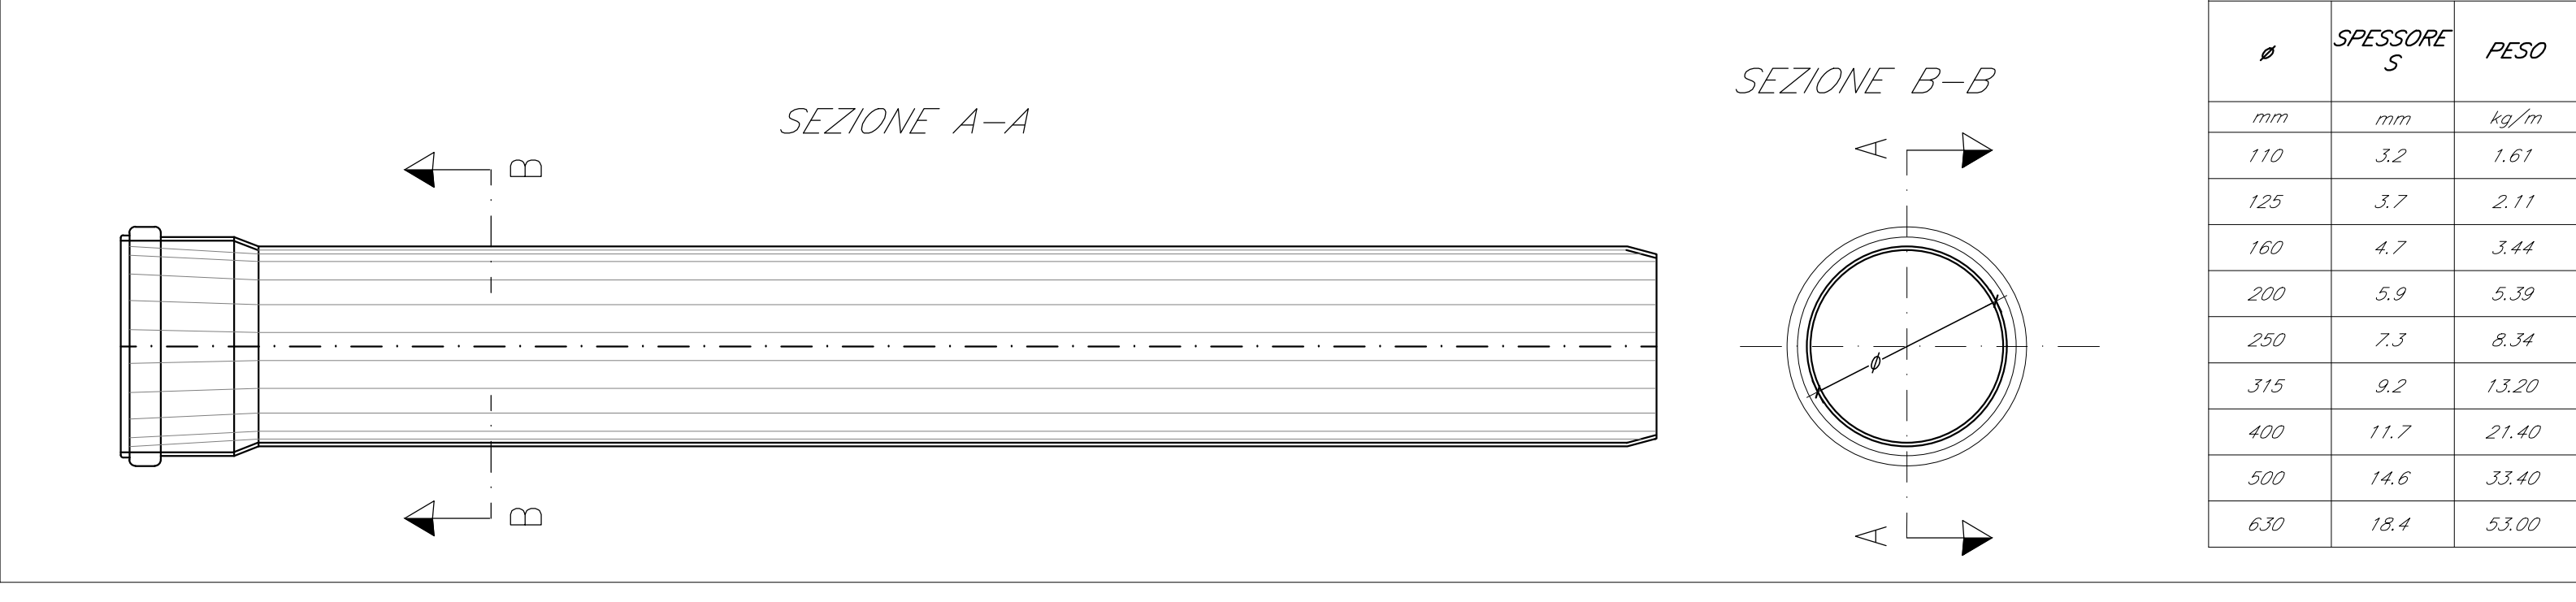 SEZIONE A-A
SEZIONE B-B
B
B
A
A
ø
ø SPESSORE S PESO
mm mm kg/m
110 3.2 1.61
125 3.7 2.11
160 4.7 3.44
200 5.9 5.39
250 7.3 8.34
315 9.2 13.20
400 11.7 21.40
500 14.6 33.40
630 18.4 53.00